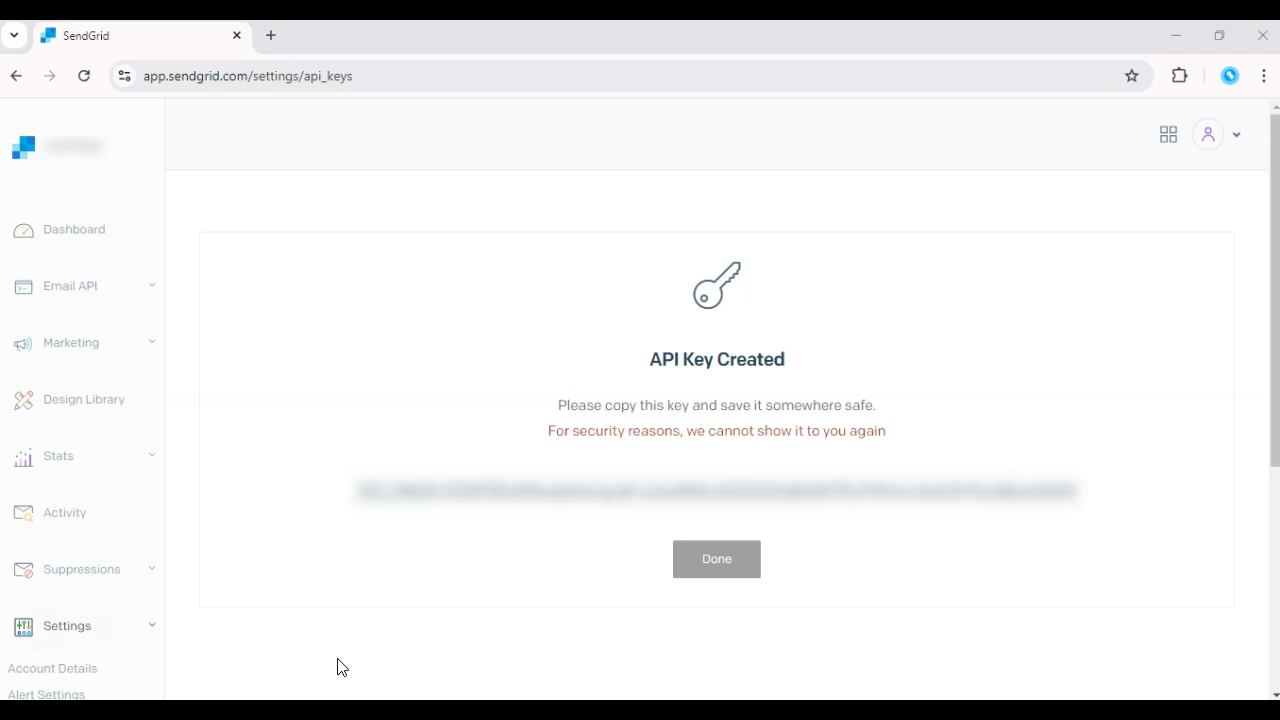 SendGrid
app.sendgrid.com/settings/api_keys
Dashboard
Email API
Marketing
Design Library
Stats
Activity
Suppressions
Settings
Account Details
Alert Settings
API Key Created
Please copy this key and save it somewhere safe.
For security reasons, we cannot show it to you again
Done